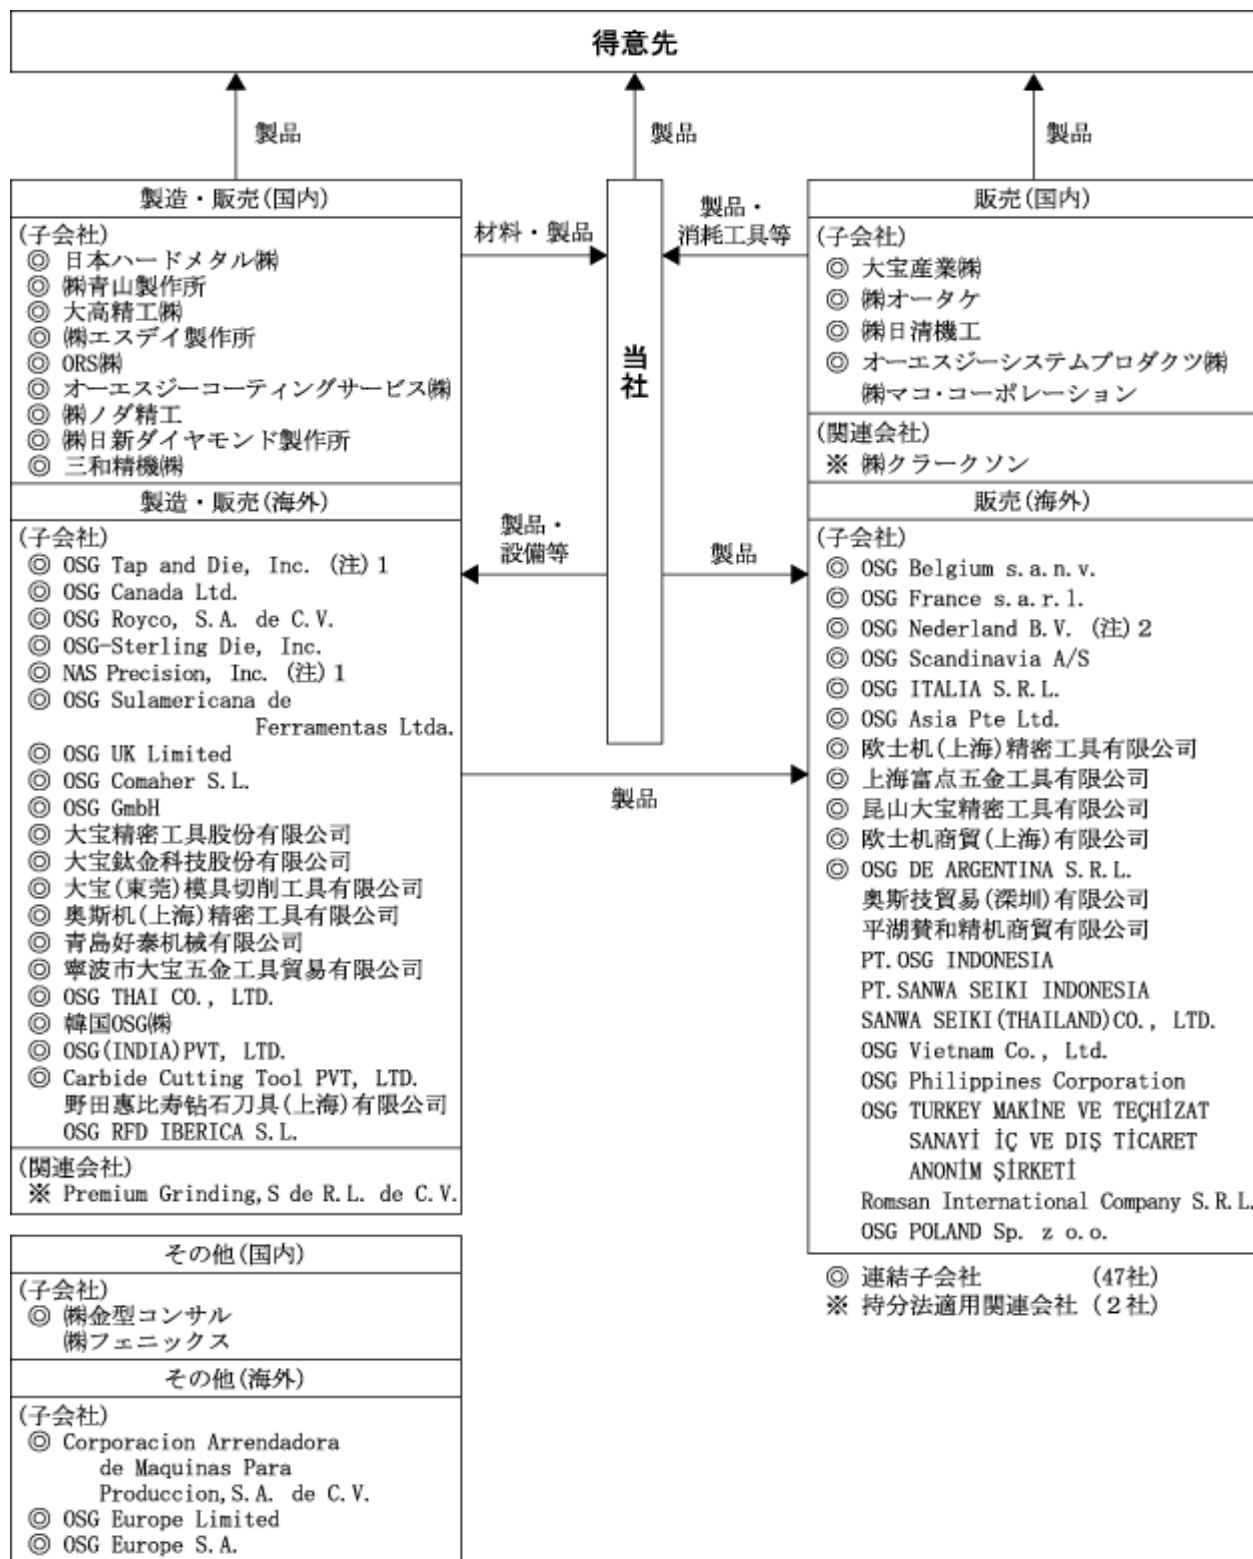 得意先
製品
製品
製品
製造・販売(国内)
(子会社)
◎ 日本ハードメタル㈱
◎ ㈱青山製作所
◎ 大高精工㈱
◎ ㈱エスデイ製作所
◎ ORS㈱
◎ オーエスジーコーティングサービス㈱
◎ ㈱ノダ精工
◎ ㈱日新ダイヤモンド製作所
◎ 三和精機㈱
製造・販売(海外)
(子会社)
◎ OSG Tap and Die, Inc. (注)1
◎ OSG Canada Ltd.
◎ OSG Royco, S.A. de C.V.
◎ OSG-Sterling Die, Inc.
◎ NAS Precision, Inc. (注)1
◎ OSG Sulamericana de
Ferramentas Ltda.
◎ OSG UK Limited
◎ OSG Comaher S.L.
◎ OSG GmbH
◎ 大宝精密工具股份有限公司
◎ 大宝鈦金科技股份有限公司
◎ 大宝(東莞)模具切削工具有限公司
◎ 奥斯机(上海)精密工具有限公司
◎ 青島好泰机械有限公司
◎ 寧波市大宝五金工具貿易有限公司
◎ OSG THAI CO., LTD.
◎ 韓国OSG㈱
◎ OSG(INDIA)PVT, LTD.
◎ Carbide Cutting Tool PVT, LTD.
野田惠比寿钻石刀具(上海)有限公司
OSG RFD IBERICA S.L.
(関連会社)
※ Premium Grinding,S de R.L. de C.V.
材料・製品
製品・
設備等
当社
製品・
消耗工具等
製品
製品
販売(国内)
(子会社)
◎ 大宝産業㈱
◎ ㈱オータケ
◎ ㈱日清機工
◎ オーエスジーシステムプロダクツ㈱
㈱マコ・コーポレーション
(関連会社)
※ ㈱クラークソン
販売(海外)
(子会社)
◎ OSG Belgium s.a.n.v.
◎ OSG France s.a.r.l.
◎ OSG Nederland B.V. (注)2
◎ OSG Scandinavia A/S
◎ OSG ITALIA S.R.L.
◎ OSG Asia Pte Ltd.
◎ 欧士机(上海)精密工具有限公司
◎ 上海富点五金工具有限公司
◎ 昆山大宝精密工具有限公司
◎ 欧士机商貿(上海)有限公司
◎ OSG DE ARGENTINA S.R.L.
奥斯技貿易(深圳)有限公司
平湖賛和精机商貿有限公司
PT.OSG INDONESIA
PT.SANWA SEIKI INDONESIA
SANWA SEIKI(THAILAND)CO., LTD.
OSG Vietnam Co., Ltd.
OSG Philippines Corporation
OSG TURKEY MAKİNE VE TEÇHİZAT
SANAYİ İÇ VE DIŞ TİCARET
ANONİM ŞİRKETİ
Romsan International Company S.R.L.
OSG POLAND Sp. z o.o.
◎ 連結子会社 (47社)
※ 持分法適用関連会社 (2社)
その他(国内)
(子会社)
◎ ㈱金型コンサル
㈱フェニックス
その他(海外)
(子会社)
◎ Corporacion Arrendadora
de Maquinas Para
Produccion,S.A. de C.V.
◎ OSG Europe Limited
◎ OSG Europe S.A.